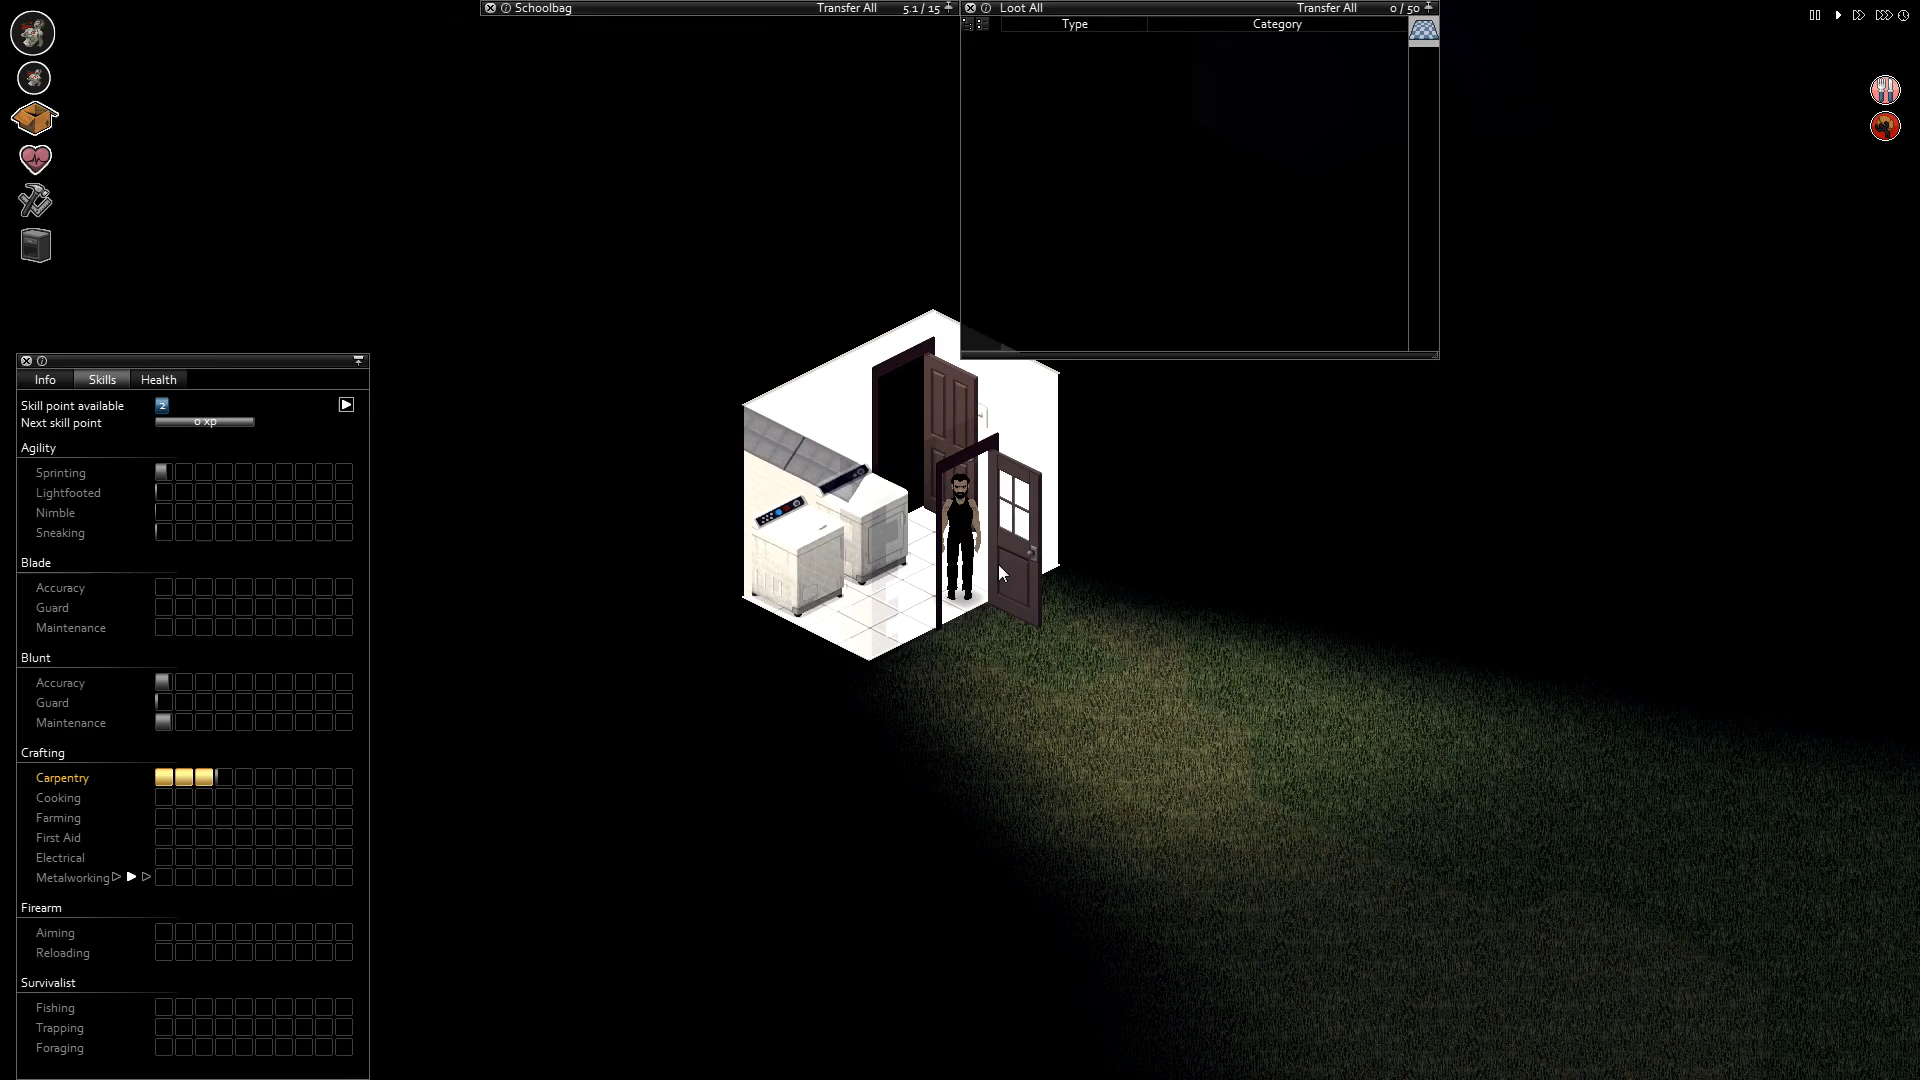 Schoolbag Transfer All 5.1 / 15
Loot All Transfer All 0 / 50
Type Category
Info Skills Health
Skill point available 2
Next skill point 0 xp
Agility
Sprinting
Lightfooted
Nimble
Sneaking
Blade
Accuracy
Guard
Maintenance
Blunt
Accuracy
Guard
Maintenance
Crafting
Carpentry
Cooking
Farming
First Aid
Electrical
Metalworking
Firearm
Aiming
Reloading
Survivalist
Fishing
Trapping
Foraging